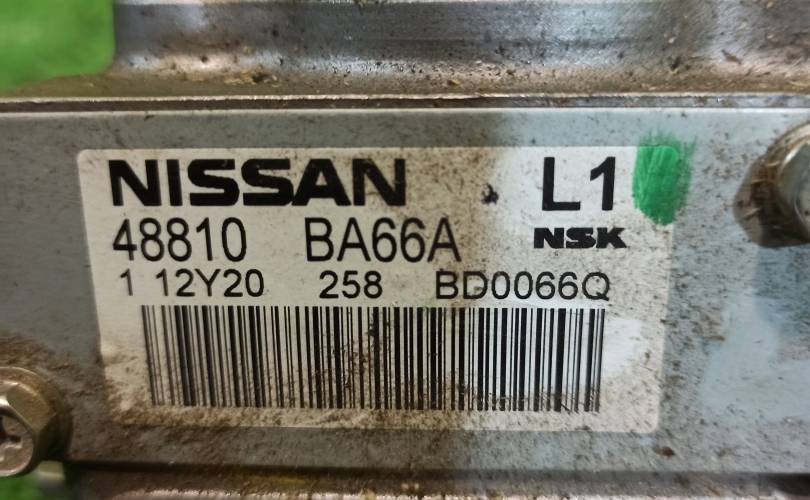 NISSAN L1
48810 BA66A NSK
1 12Y20 258 BD0066Q